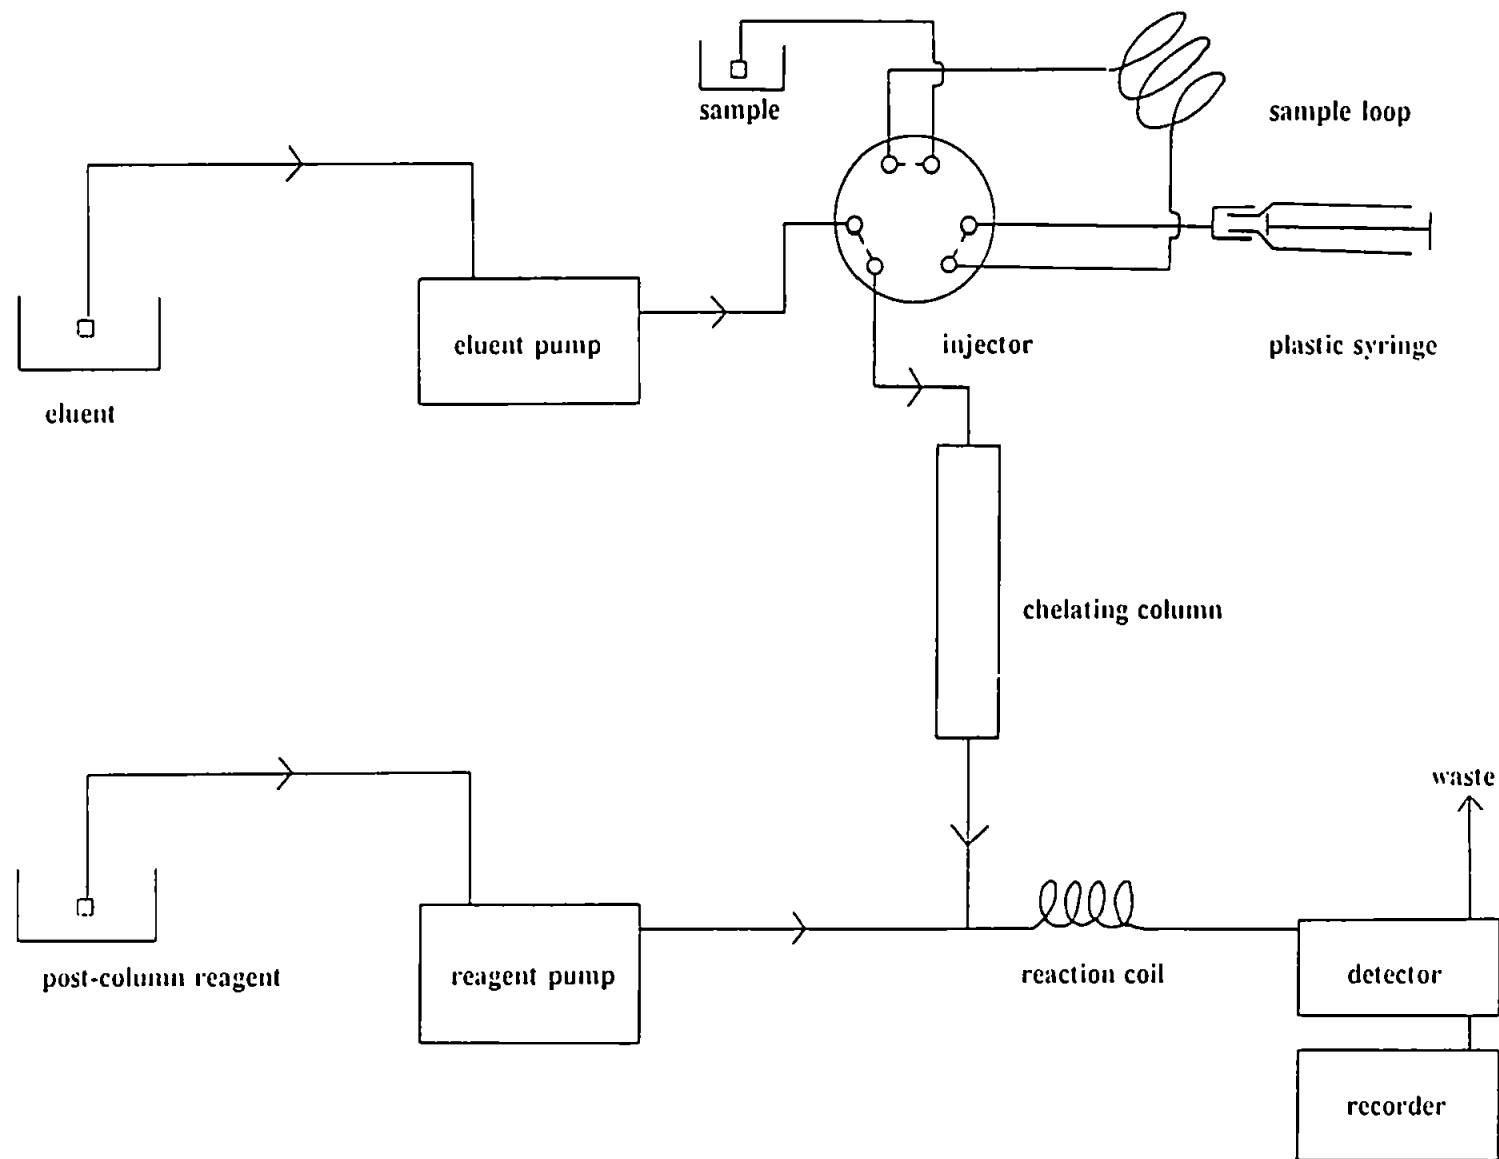 sample
sample loop
eluent pump
injector
plastic syringe
eluent
chelating column
waste
post-column reagent
reagent pump
reaction coil
detector
recorder